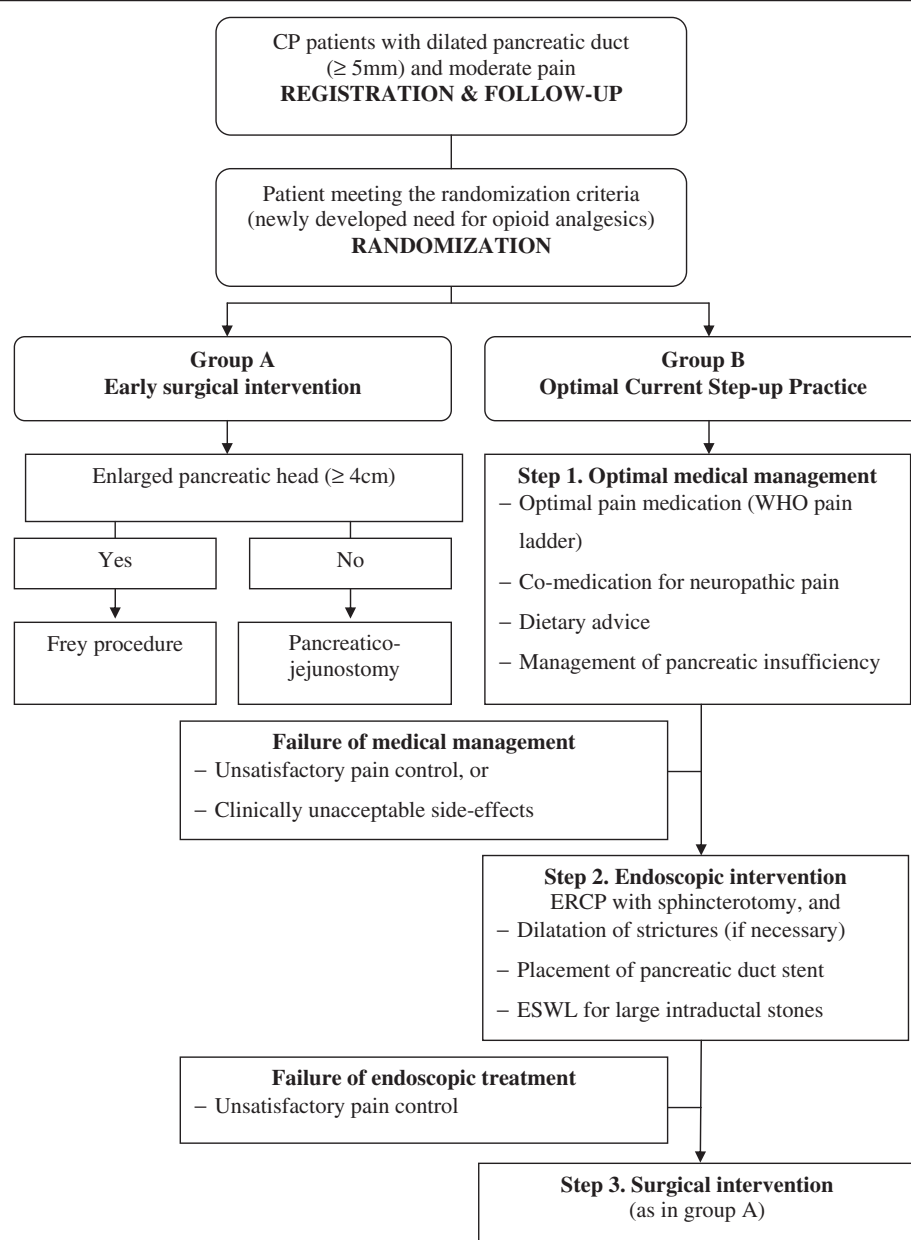 CP patients with dilated pancreatic duct
(≥ 5mm) and moderate pain
REGISTRATION & FOLLOW-UP
Patient meeting the randomization criteria
(newly developed need for opioid analgesics)
RANDOMIZATION
Group A
Early surgical intervention
Group B
Optimal Current Step-up Practice
Enlarged pancreatic head (≥ 4cm)
Yes
No
Frey procedure
Pancreatico-
jejunostomy
Step 1. Optimal medical management
– Optimal pain medication (WHO pain
ladder)
– Co-medication for neuropathic pain
– Dietary advice
– Management of pancreatic insufficiency
Failure of medical management
– Unsatisfactory pain control, or
– Clinically unacceptable side-effects
Step 2. Endoscopic intervention
ERCP with sphincterotomy, and
– Dilatation of strictures (if necessary)
– Placement of pancreatic duct stent
– ESWL for large intraductal stones
Failure of endoscopic treatment
– Unsatisfactory pain control
Step 3. Surgical intervention
(as in group A)